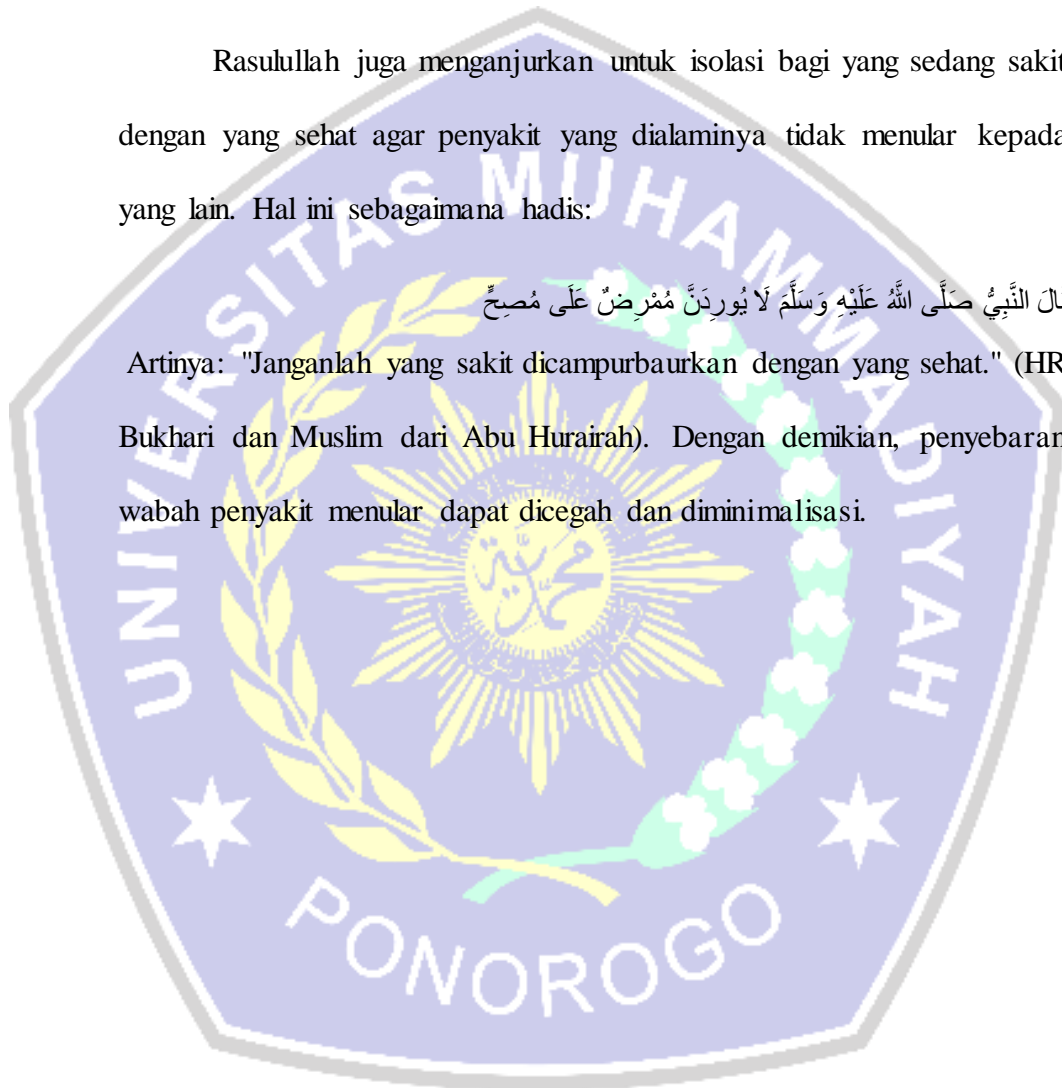 Rasulullah juga menganjurkan untuk isolasi bagi yang sedang sakit
dengan yang sehat agar penyakit yang dialaminya tidak menular kepada
yang lain. Hal ini sebagaimana hadis:
الَ النَّبِيُّ صَلَّى اللَّهُ عَلَيْهِ وَسَلَّمَ لَا يُورِدَنَّ مُمْرِضٌ عَلَى مُصِحٍّ
Artinya: "Janganlah yang sakit dicampurbaurkan dengan yang sehat." (HR
Bukhari dan Muslim dari Abu Hurairah). Dengan demikian, penyebaran
wabah penyakit menular dapat dicegah dan diminimalisasi.
UNIVERSITAS MUHAMMADIYAH
PONOROGO